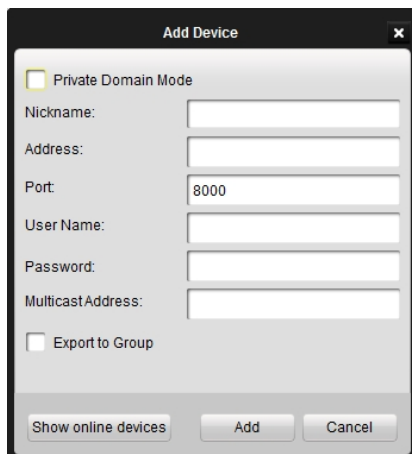 Add Device
Private Domain Mode
Nickname:
Address:
Port: 8000
User Name:
Password:
Multicast Address:
Export to Group
Show online devices Add Cancel